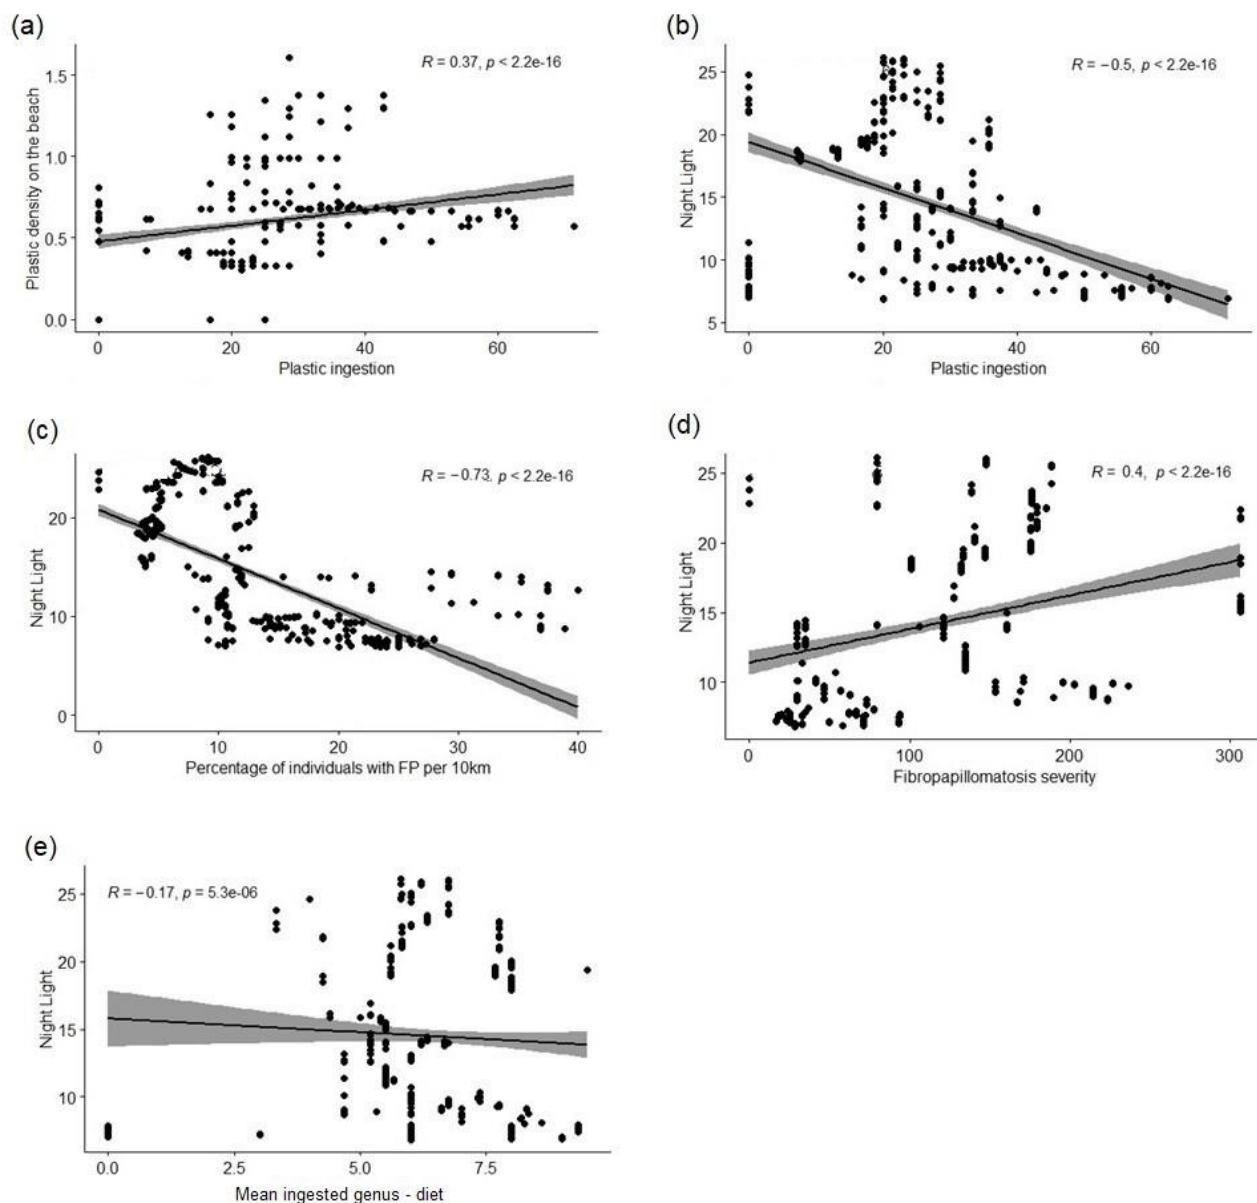 (a)
R = 0.37, p < 2.2e-16
Plastic density on the beach
1.5
1.0
0.5
0.0
0 20 40 60
Plastic ingestion
(b)
R = −0.5, p < 2.2e-16
Night Light
25
20
15
10
5
0 20 40 60
Plastic ingestion
(c)
R = −0.73, p < 2.2e-16
Night Light
20
10
0
0 10 20 30 40
Percentage of individuals with FP per 10km
(d)
R = 0.4, p < 2.2e-16
Night Light
25
20
15
10
0 100 200 300
Fibropapillomatosis severity
(e)
R = −0.17, p = 5.3e-06
Night Light
25
20
15
10
0.0 2.5 5.0 7.5
Mean ingested genus - diet